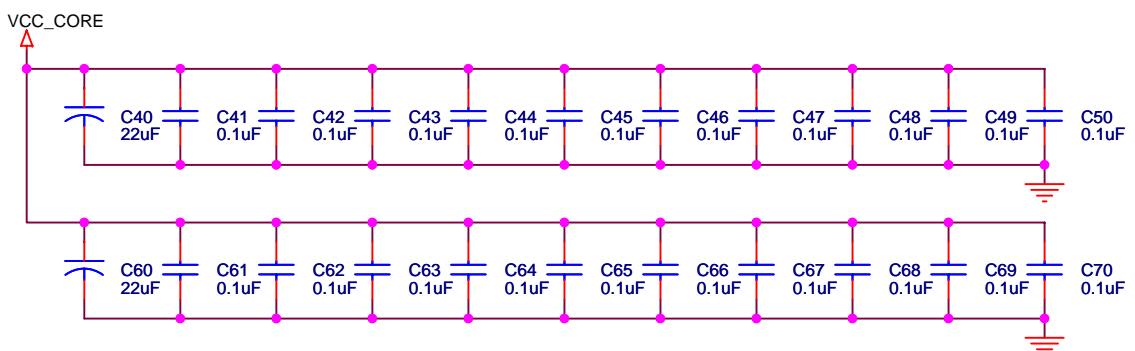 VCC_CORE
C40 C41 C42 C43 C44 C45 C46 C47 C48 C49 C50
22uF 0.1uF 0.1uF 0.1uF 0.1uF 0.1uF 0.1uF 0.1uF 0.1uF 0.1uF 0.1uF
C60 C61 C62 C63 C64 C65 C66 C67 C68 C69 C70
22uF 0.1uF 0.1uF 0.1uF 0.1uF 0.1uF 0.1uF 0.1uF 0.1uF 0.1uF 0.1uF